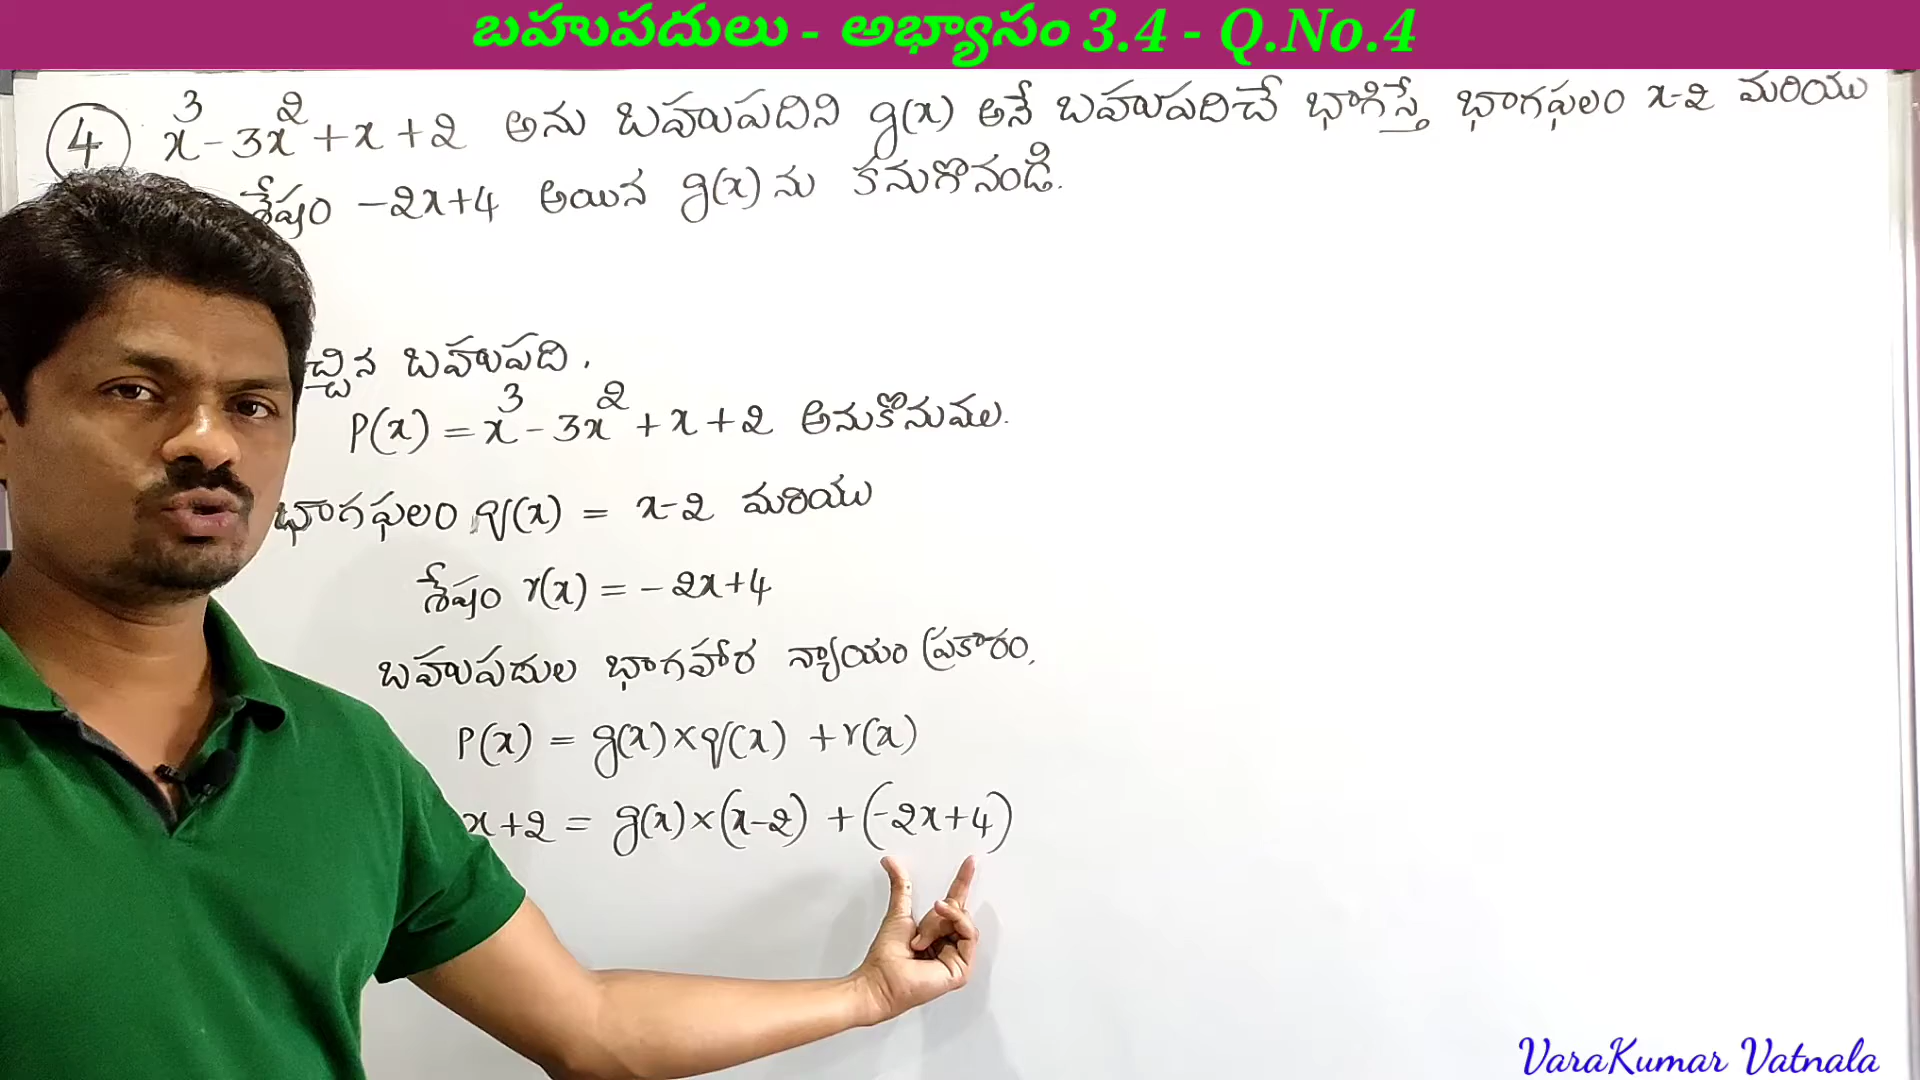 బహుపదులు - అభ్యాసం 3.4 - Q.No.4
④ x³ - 3x² + x + 2 అను బహుపదిని g(x) అనే బహుపదిచే భాగిస్తే భాగఫలం x-2 మరియు
శేషం -2x+4 అయిన g(x) ను కనుగొనండి.
చ్చిన బహుపది,
P(x) = x³ - 3x² + x + 2 అనుకొనుము.
భాగఫలం q(x) = x-2 మరియు
శేషం r(x) = -2x+4
బహుపదుల భాగహార న్యాయం ప్రకారం,
P(x) = g(x)×q(x) + r(x)
x+2 = g(x)×(x-2) + (-2x+4)
VaraKumar Vatnala